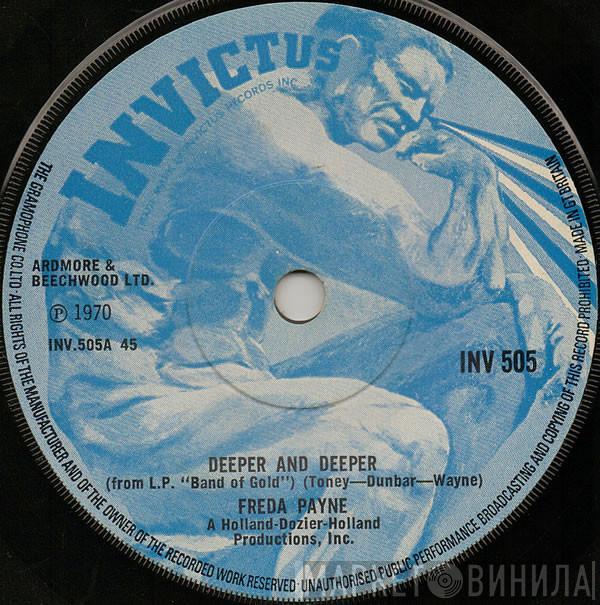 INVICTUS
ARDMORE &
BEECHWOOD LTD.
℗ 1970
INV.505A 45
INV 505
DEEPER AND DEEPER
(from L.P. "Band of Gold") (Toney—Dunbar—Wayne)
FREDA PAYNE
A Holland-Dozier-Holland
Productions, Inc.
THE GRAMOPHONE CO. LTD · ALL RIGHTS OF THE MANUFACTURER AND OF THE OWNER OF THE RECORDED WORK RESERVED · UNAUTHORISED PUBLIC PERFORMANCE BROADCASTING AND COPYING OF THIS RECORD PROHIBITED · MADE IN GT BRITAIN
МАРКЕТ ВИНИЛА